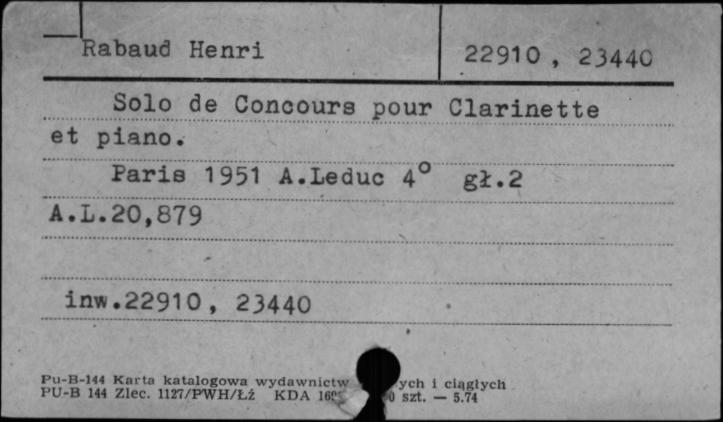 Rabaud Henri 22910 , 23440
Solo de Concours pour Clarinette
et piano.
Paris 1951 A.Leduc 4° gł.2
A.L.20,879
inw.22910, 23440
Pu-B-144 Karta katalogowa wydawnictw ych i ciągłych
PU-B 144 Zlec. 1127/PWH/Łż KDA szt. — 5.74